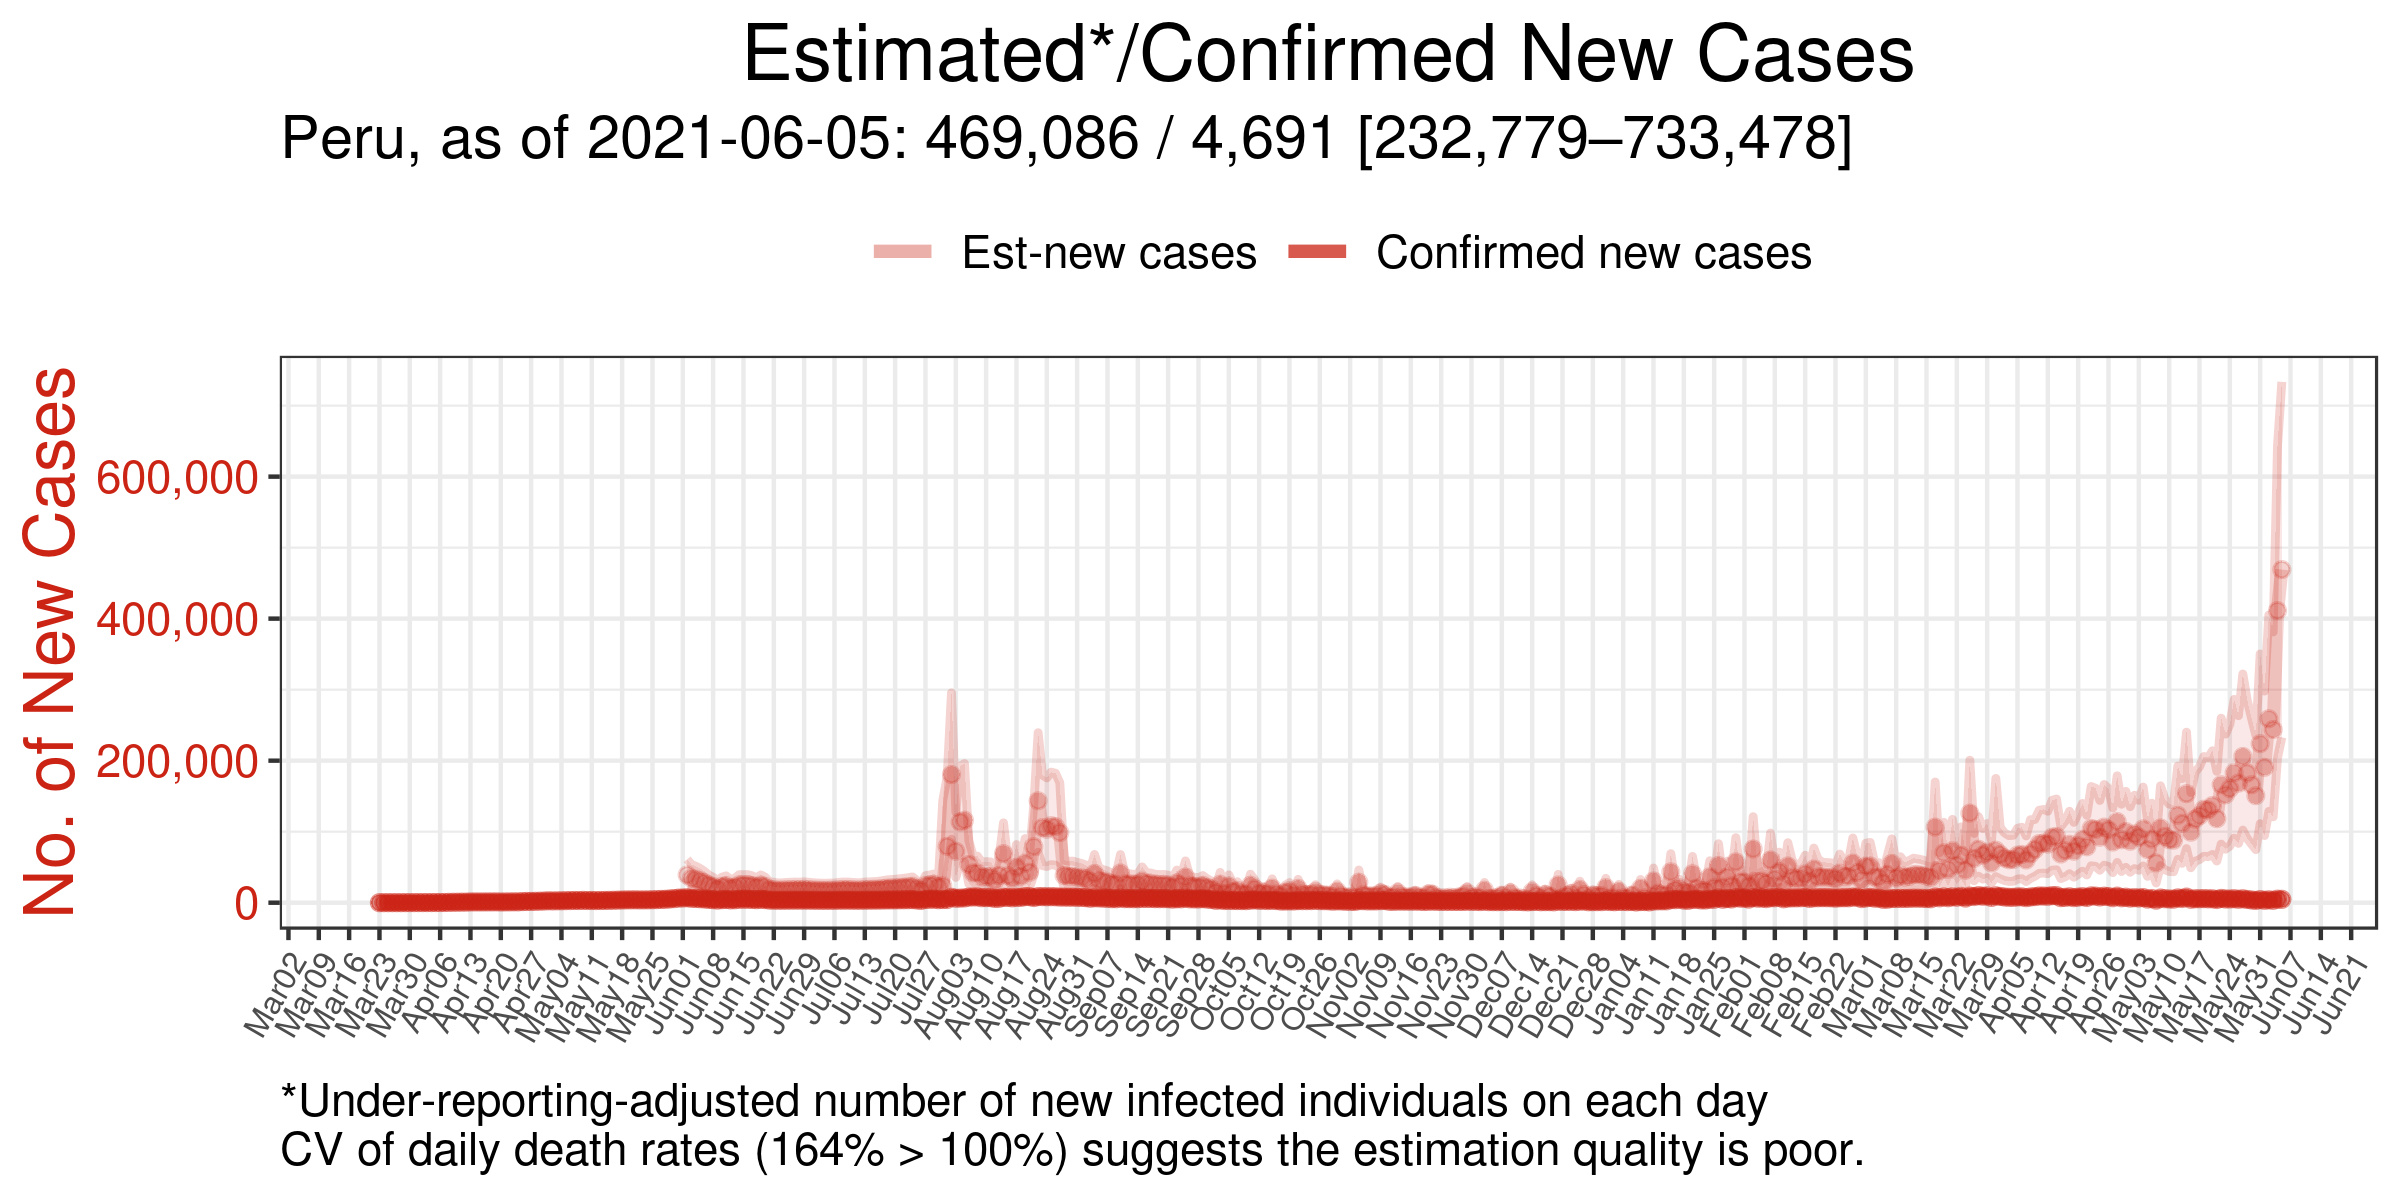 Estimated*/Confirmed New Cases
Peru, as of 2021-06-05: 469,086 / 4,691 [232,779–733,478]
Est-new cases
Confirmed new cases
No. of New Cases
600,000
400,000
200,000
0
Mar02
Mar09
Mar16
Mar23
Mar30
Apr06
Apr13
Apr20
Apr27
May04
May11
May18
May25
Jun01
Jun08
Jun15
Jun22
Jun29
Jul06
Jul13
Jul20
Jul27
Aug03
Aug10
Aug17
Aug24
Aug31
Sep07
Sep14
Sep21
Sep28
Oct05
Oct12
Oct19
Oct26
Nov02
Nov09
Nov16
Nov23
Nov30
Dec07
Dec14
Dec21
Dec28
Jan04
Jan11
Jan18
Jan25
Feb01
Feb08
Feb15
Feb22
Mar01
Mar08
Mar15
Mar22
Mar29
Apr05
Apr12
Apr19
Apr26
May03
May10
May17
May24
May31
Jun07
Jun14
Jun21
*Under-reporting-adjusted number of new infected individuals on each day
CV of daily death rates (164% > 100%) suggests the estimation quality is poor.